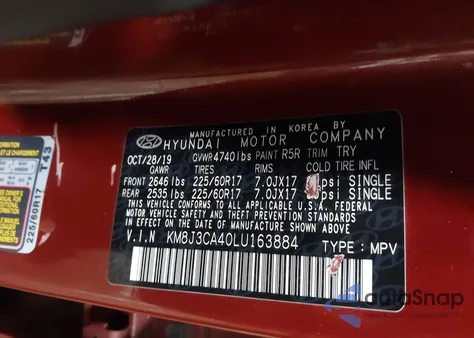 MANUFACTURED IN KOREA
HYUNDAI MOTOR COMPANY
OCT/28/19 GVWR4740lbs PAINT R5R TRIM TRY
GAWR TIRES RIMS COLD TIRE INFL
FRONT 2646 lbs 225/60R17 7.0JX17 psi SINGLE
REAR 2535 lbs 225/60R17 7.0JX17 psi SINGLE
THIS VEHICLE CONFORMS TO ALL APPLICABLE U.S.A. FEDERAL
MOTOR VEHICLE SAFETY AND THEFT PREVENTION STANDARDS
IN EFFECT ON THE DATE OF MANUFACTURE SHOWN ABOVE.
V.I.N KM8J3CA40LU163884 TYPE : MPV
T43
225/60R17
autoSnap